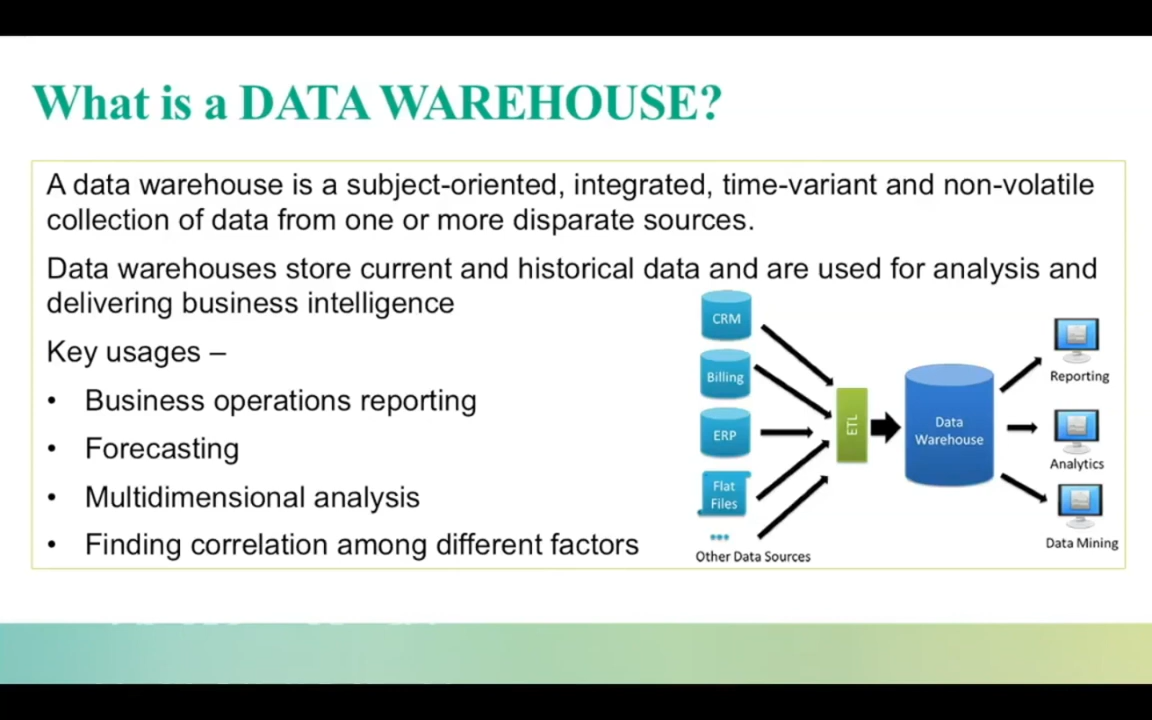 What is a DATA WAREHOUSE?
A data warehouse is a subject-oriented, integrated, time-variant and non-volatile
collection of data from one or more disparate sources.
Data warehouses store current and historical data and are used for analysis and
delivering business intelligence
Key usages –
• Business operations reporting
• Forecasting
• Multidimensional analysis
• Finding correlation among different factors
CRM
Billing
ERP
Flat
Files
Other Data Sources
ETL
Data
Warehouse
Reporting
Analytics
Data Mining